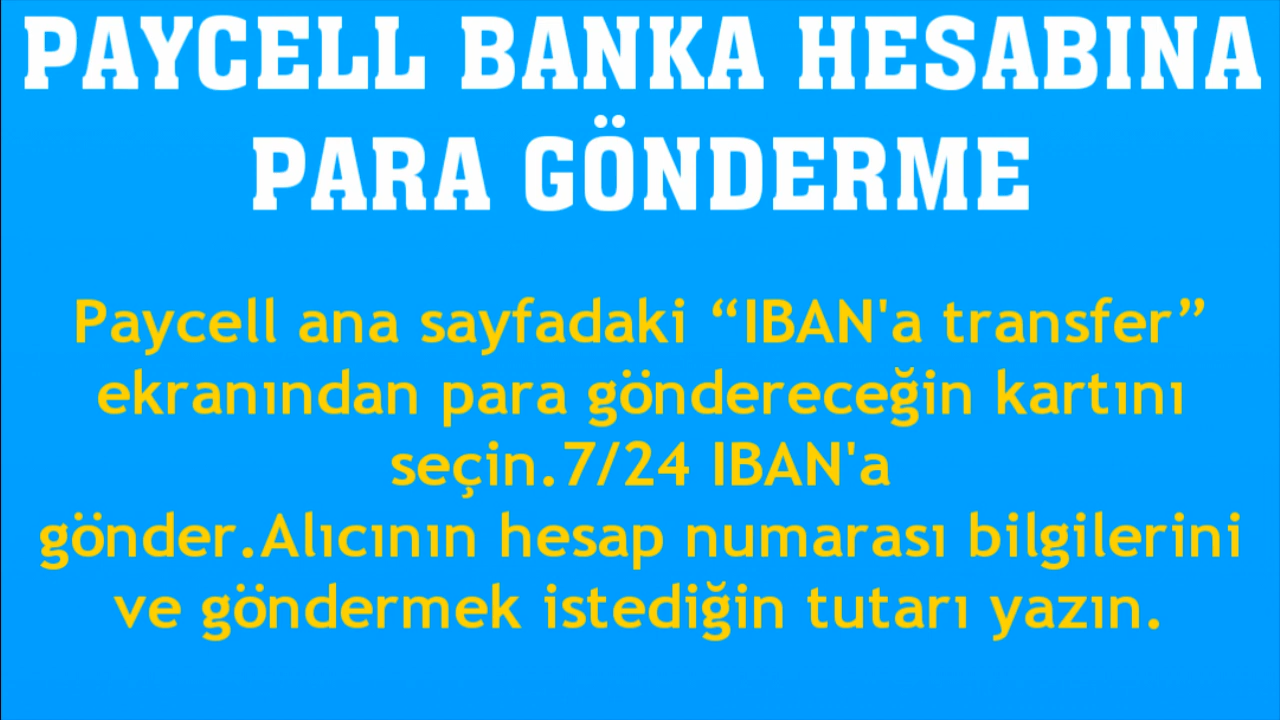 PAYCELL BANKA HESABINA
PARA GÖNDERME
Paycell ana sayfadaki “IBAN'a transfer”
ekranından para göndereceğin kartını
seçin.7/24 IBAN'a
gönder.Alıcının hesap numarası bilgilerini
ve göndermek istediğin tutarı yazın.